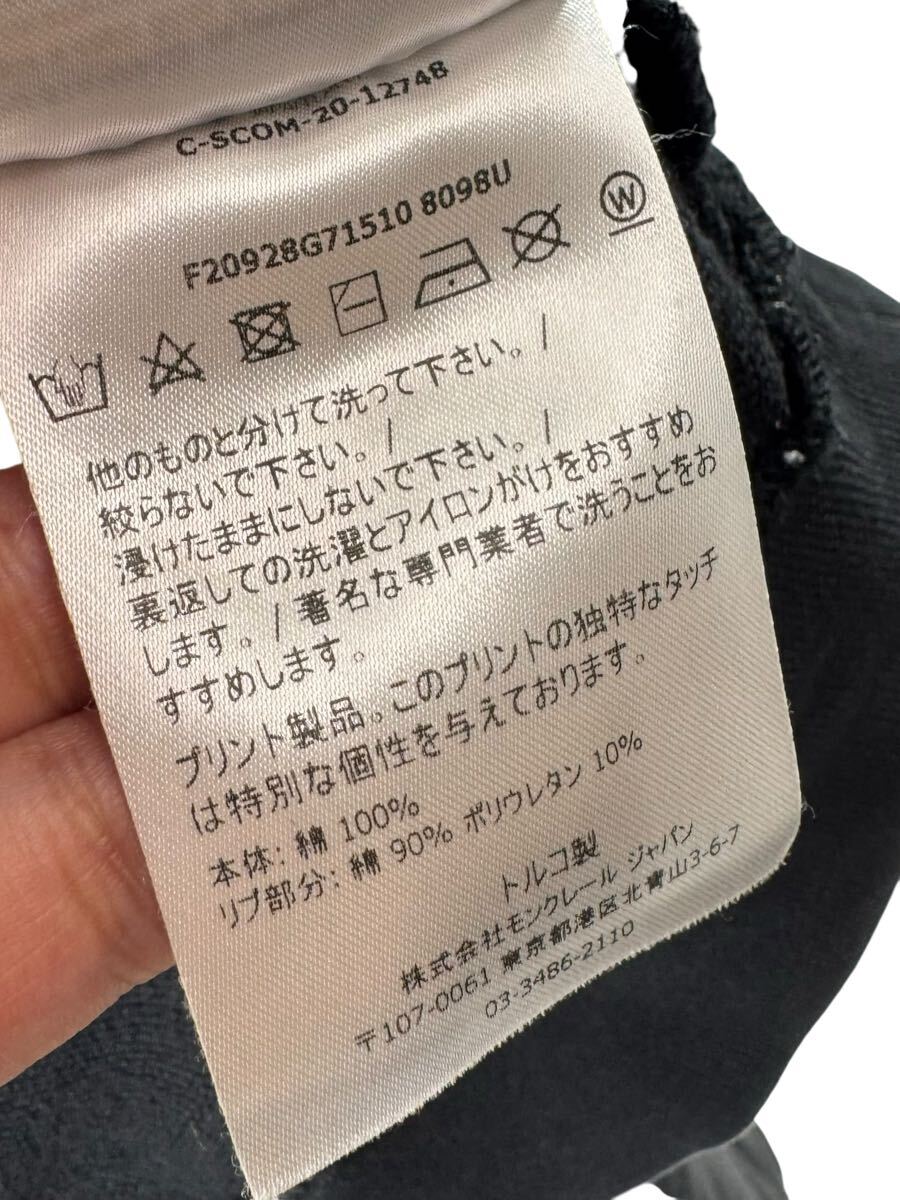 C-SCOM-20-12748
F20928G71510 8098U
W
他のものと分けて洗って下さい。/
絞らないで下さい。/
浸けたままにしないで下さい。/
裏返しての洗濯とアイロンがけをおすすめ
します。/著名な専門業者で洗うことをお
すすめします。
プリント製品。このプリントの独特なタッチ
は特別な個性を与えております。
本体: 綿 100%
リブ部分: 綿 90% ポリウレタン 10%
トルコ製
株式会社モンクレール ジャパン
〒107-0061 東京都港区北青山3-6-7
03-3486-2110